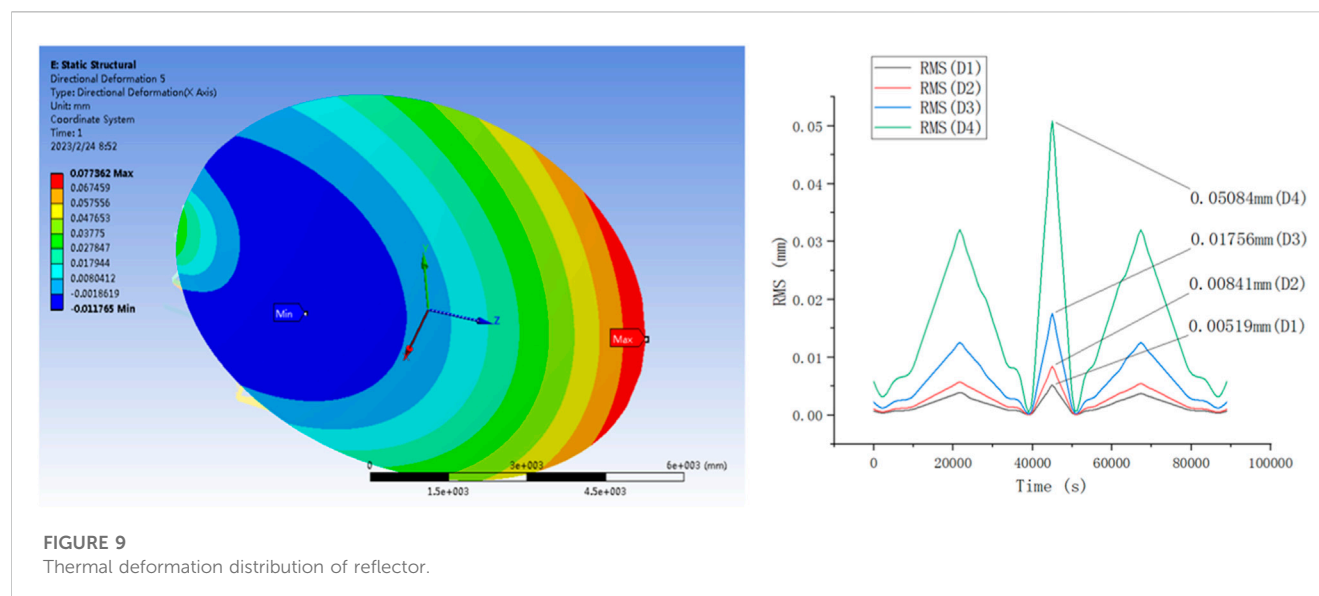 E: Static Structural
Directional Deformation 5
Type: Directional Deformation(X Axis)
Unit: mm
Coordinate System
Time: 1
2023/2/24 8:52
0.077362 Max
0.067459
0.057556
0.047653
0.03775
0.027847
0.017944
0.0080412
-0.0018619
-0.011765 Min
Min
Max
Y
Z
X
0
3e+003
6e+003 (mm)
1.5e+003
4.5e+003
RMS(D1)
RMS(D2)
RMS(D3)
RMS(D4)
RMS (mm)
0.05
0.04
0.03
0.02
0.01
0.00
0.05084mm(D4)
0.01756mm(D3)
0.00841mm(D2)
0.00519mm(D1)
0
20000
40000
60000
80000
100000
Time (s)
FIGURE 9
Thermal deformation distribution of reflector.